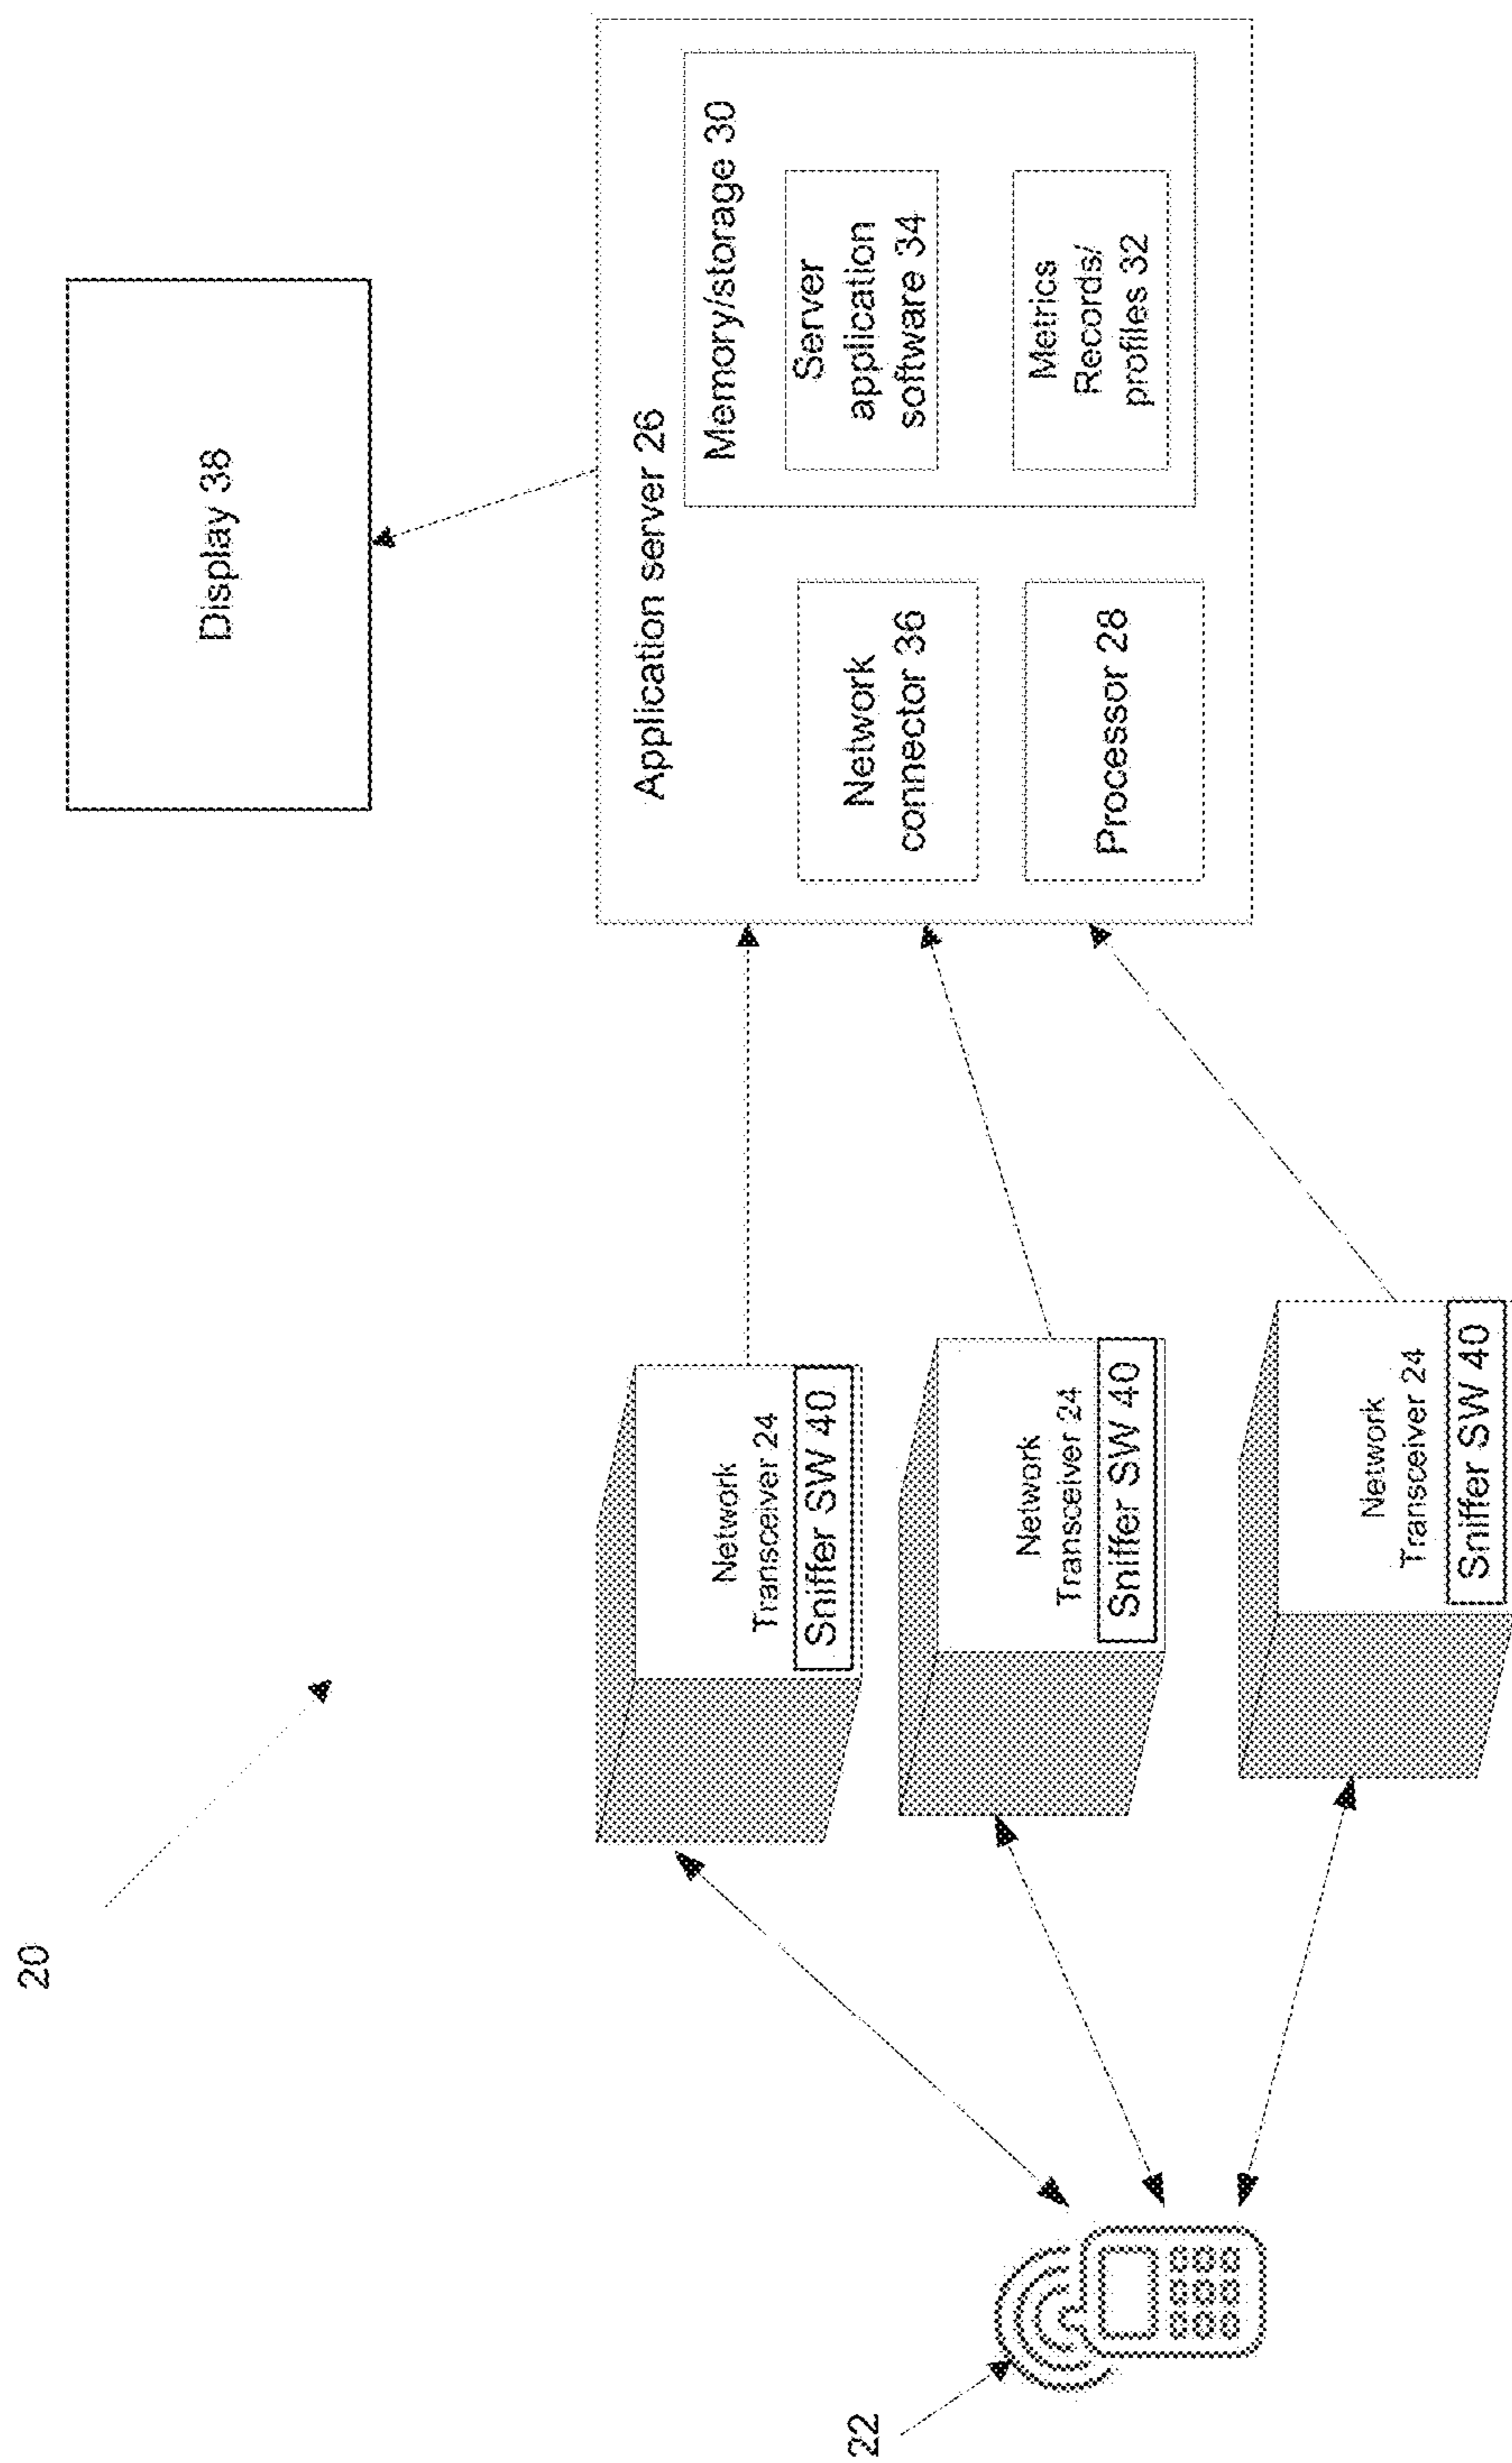 20
22
Network
Transceiver 24
Sniffer SW 40
Network
Transceiver 24
Sniffer SW 40
Network
Transceiver 24
Sniffer SW 40
Display 38
Application server 26
Network
connector 36
Processor 28
Memory/storage 30
Server
application
software 34
Metrics
Records/
profiles 32